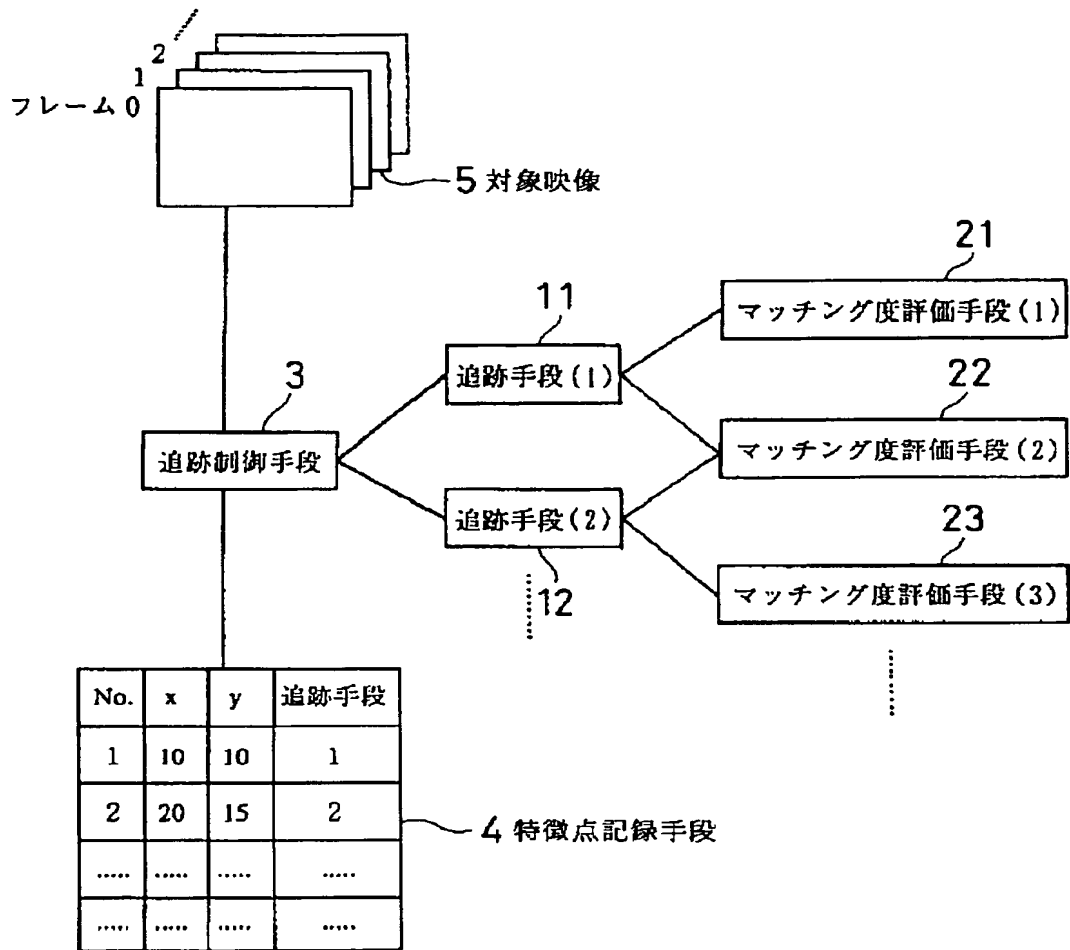 2
1
フレーム 0
5 対象映像
21
マッチング度評価手段(1)
11
追跡手段(1)
3
22
追跡制御手段
マッチング度評価手段(2)
追跡手段(2)
12
23
マッチング度評価手段(3)
No. x y 追跡手段
1 10 10 1
2 20 15 2
4 特徴点記録手段
..... ..... ..... .....
..... ..... ..... .....